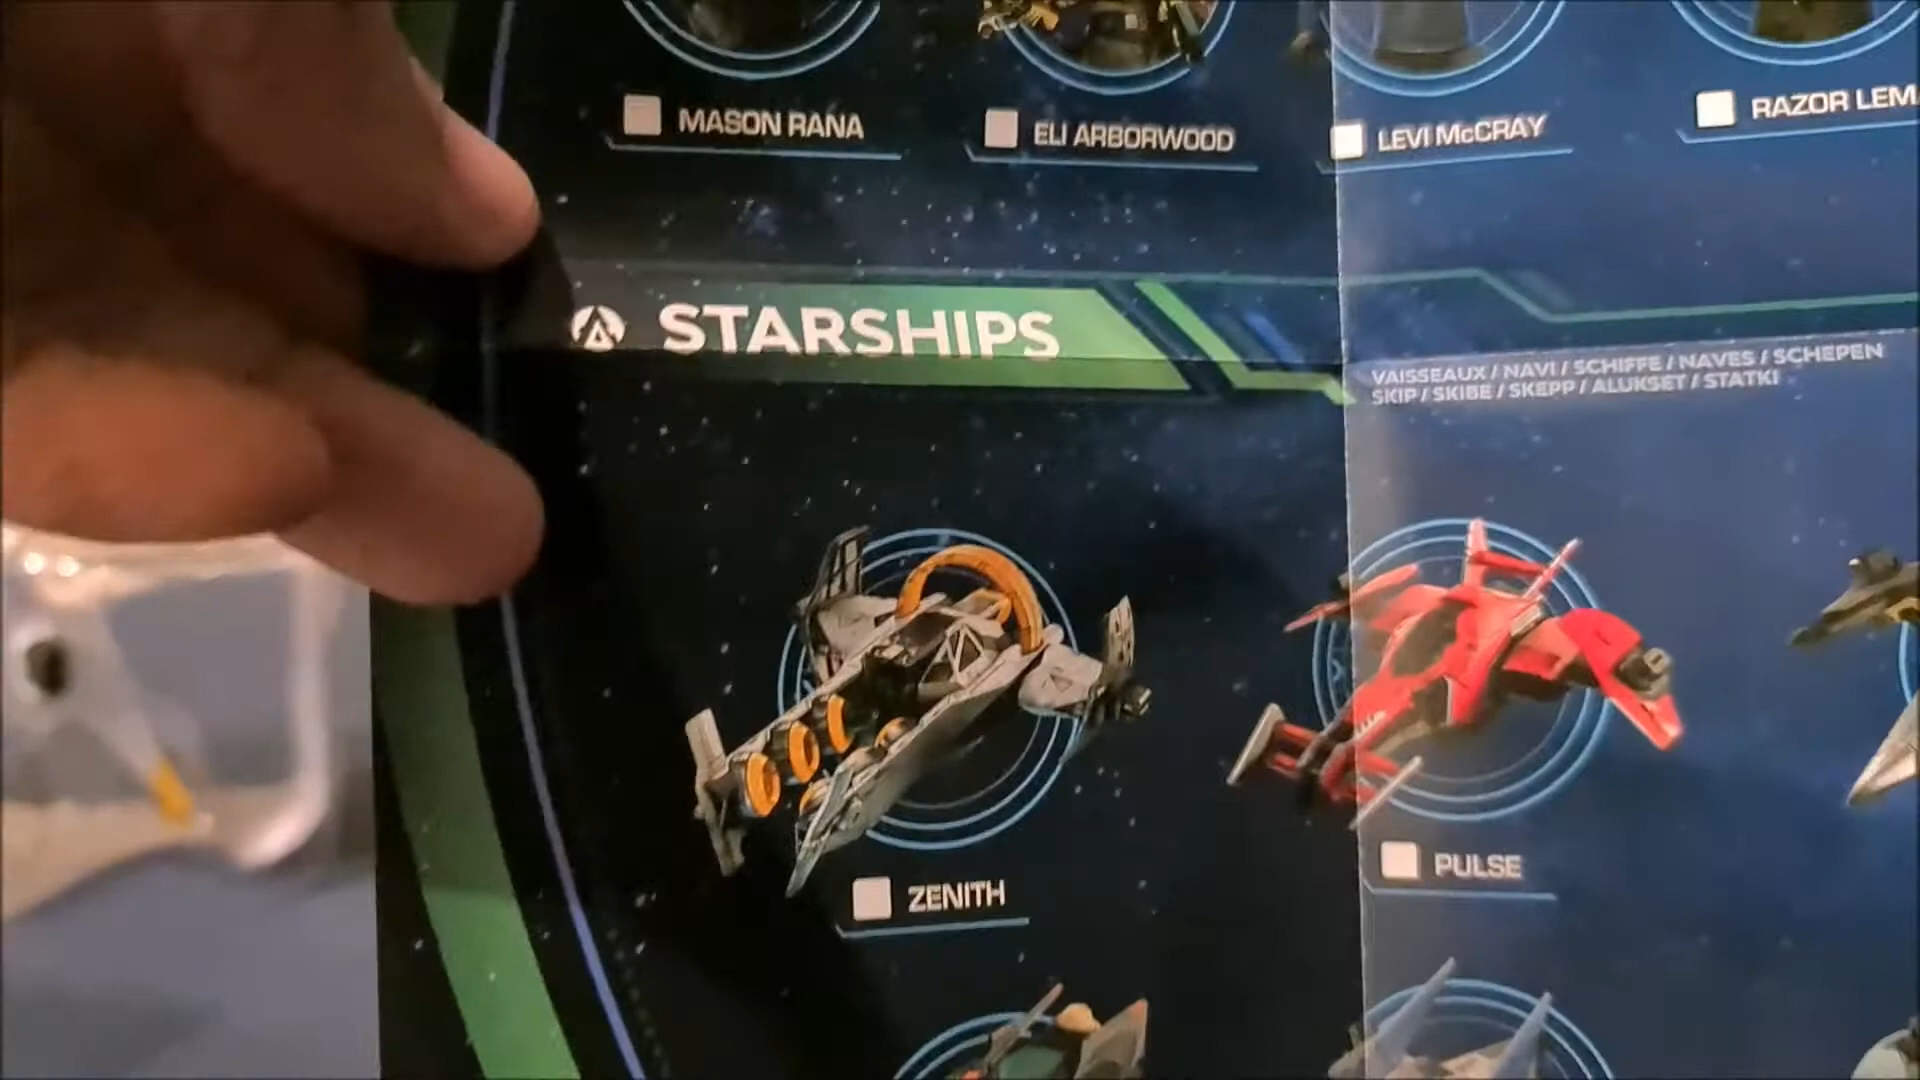 MASON RANA
ELI ARBORWOOD
LEVI McCRAY
RAZOR
STARSHIPS
VAISSEAUX / NAVI / SCHIFFE / NAVES / SCHEPEN
SKIP / SKIBE / SKEPP / ALUKSET / STATKI
ZENITH
PULSE